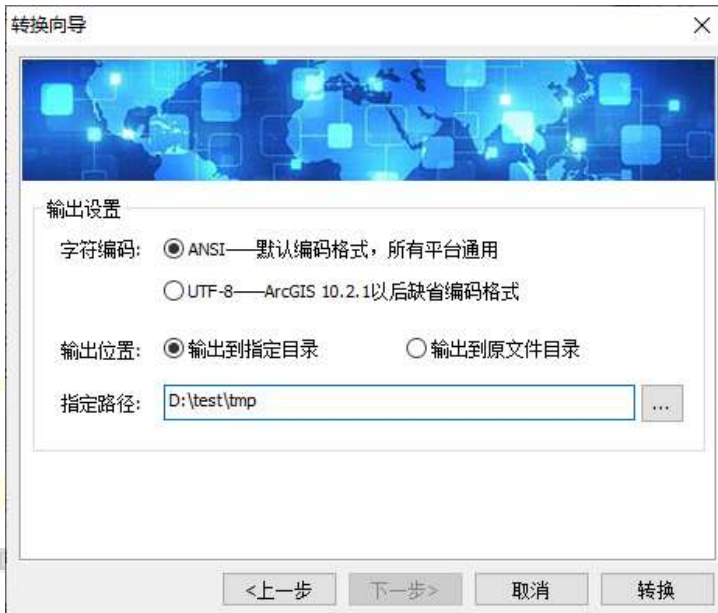 转换向导
输出设置
字符编码: ANSI——默认编码格式，所有平台通用
UTF-8——ArcGIS 10.2.1以后缺省编码格式
输出位置: 输出到指定目录 输出到原文件目录
指定路径: D:\test\tmp ...
<上一步 下一步> 取消 转换